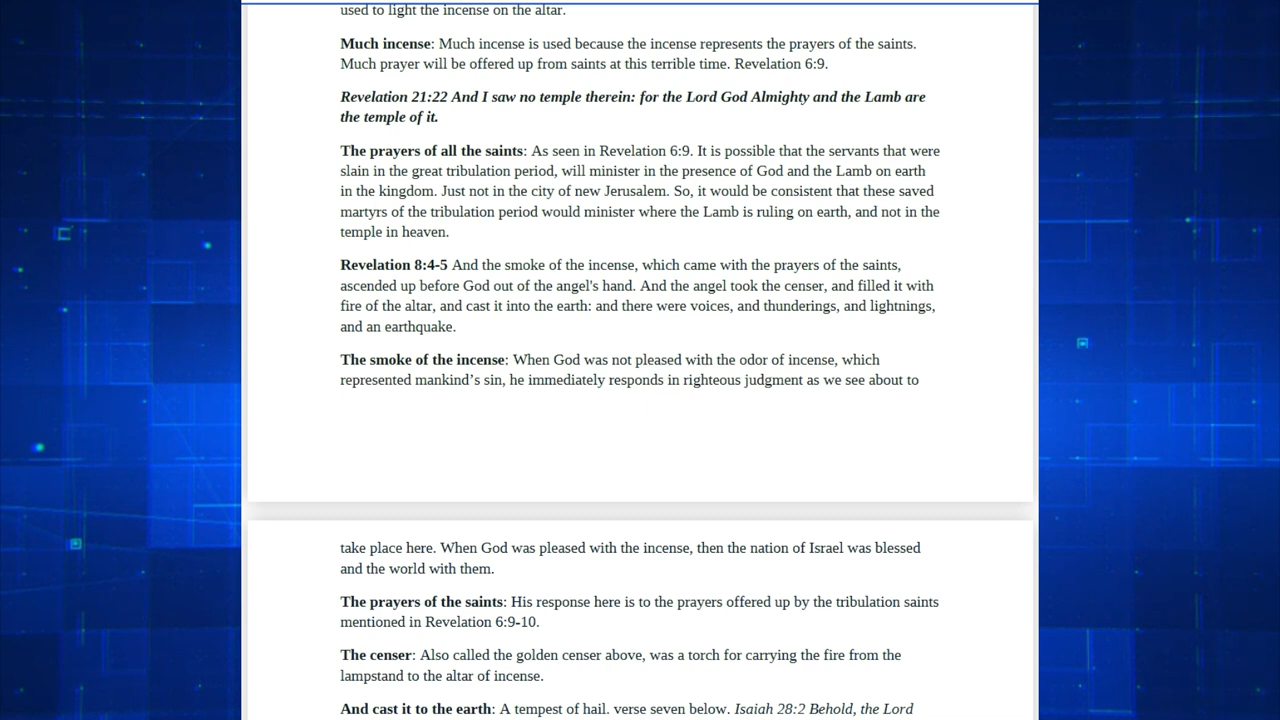 used to light the incense on the altar.
Much incense: Much incense is used because the incense represents the prayers of the saints.
Much prayer will be offered up from saints at this terrible time. Revelation 6:9.
Revelation 21:22 And I saw no temple therein: for the Lord God Almighty and the Lamb are
the temple of it.
The prayers of all the saints: As seen in Revelation 6:9. It is possible that the servants that were
slain in the great tribulation period, will minister in the presence of God and the Lamb on earth
in the kingdom. Just not in the city of new Jerusalem. So, it would be consistent that these saved
martyrs of the tribulation period would minister where the Lamb is ruling on earth, and not in the
temple in heaven.
Revelation 8:4-5 And the smoke of the incense, which came with the prayers of the saints,
ascended up before God out of the angel's hand. And the angel took the censer, and filled it with
fire of the altar, and cast it into the earth: and there were voices, and thunderings, and lightnings,
and an earthquake.
The smoke of the incense: When God was not pleased with the odor of incense, which
represented mankind’s sin, he immediately responds in righteous judgment as we see about to
take place here. When God was pleased with the incense, then the nation of Israel was blessed
and the world with them.
The prayers of the saints: His response here is to the prayers offered up by the tribulation saints
mentioned in Revelation 6:9-10.
The censer: Also called the golden censer above, was a torch for carrying the fire from the
lampstand to the altar of incense.
And cast it to the earth: A tempest of hail. verse seven below. Isaiah 28:2 Behold, the Lord